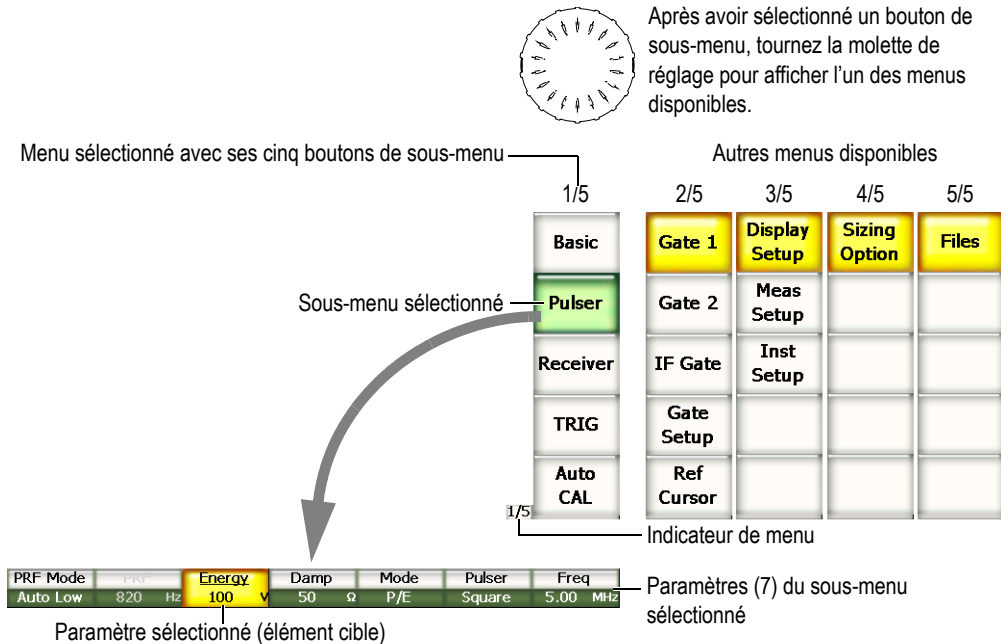 Après avoir sélectionné un bouton de
sous-menu, tournez la molette de
réglage pour afficher l’un des menus
disponibles.
Menu sélectionné avec ses cinq boutons de sous-menu
Autres menus disponibles
1/5
2/5
3/5
4/5
5/5
Basic
Gate 1
Display
Setup
Sizing
Option
Files
Sous-menu sélectionné
Pulser
Gate 2
Meas
Setup
Receiver
IF Gate
Inst
Setup
TRIG
Gate
Setup
Auto
CAL
Ref
Cursor
1/5
Indicateur de menu
PRF Mode
PRF
Energy
Damp
Mode
Pulser
Freq
Auto Low
820 Hz
100 V
50 Ω
P/E
Square
5.00 MHz
Paramètres (7) du sous-menu
sélectionné
Paramètre sélectionné (élément cible)